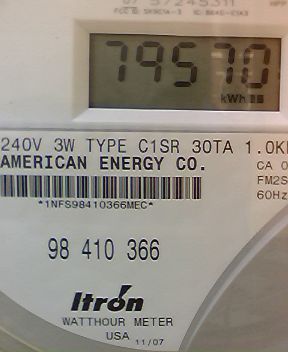 79570
kWh
240V 3W TYPE C1SR 30TA 1.0K
AMERICAN ENERGY CO.
CA 0
FM2S
60Hz
*1NFS98410366MEC*
98 410 366
Itron
WATTHOUR METER
USA 11/07